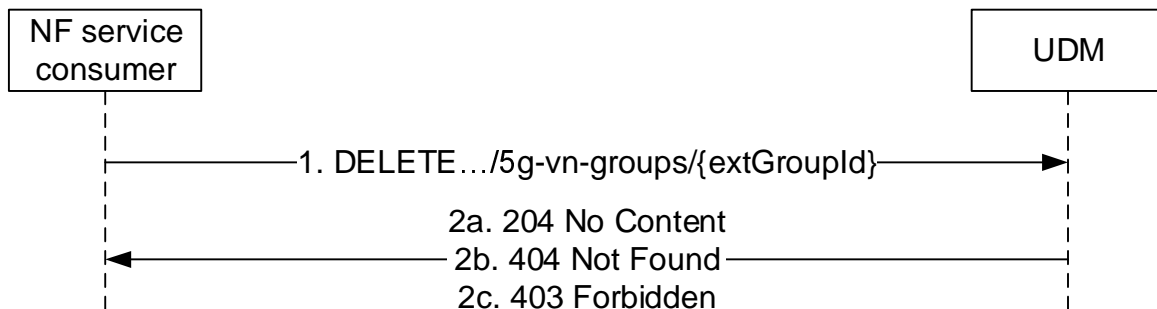 NF service
consumer
UDM
1. DELETE…/5g-vn-groups/{extGroupId}
2a. 204 No Content
2b. 404 Not Found
2c. 403 Forbidden